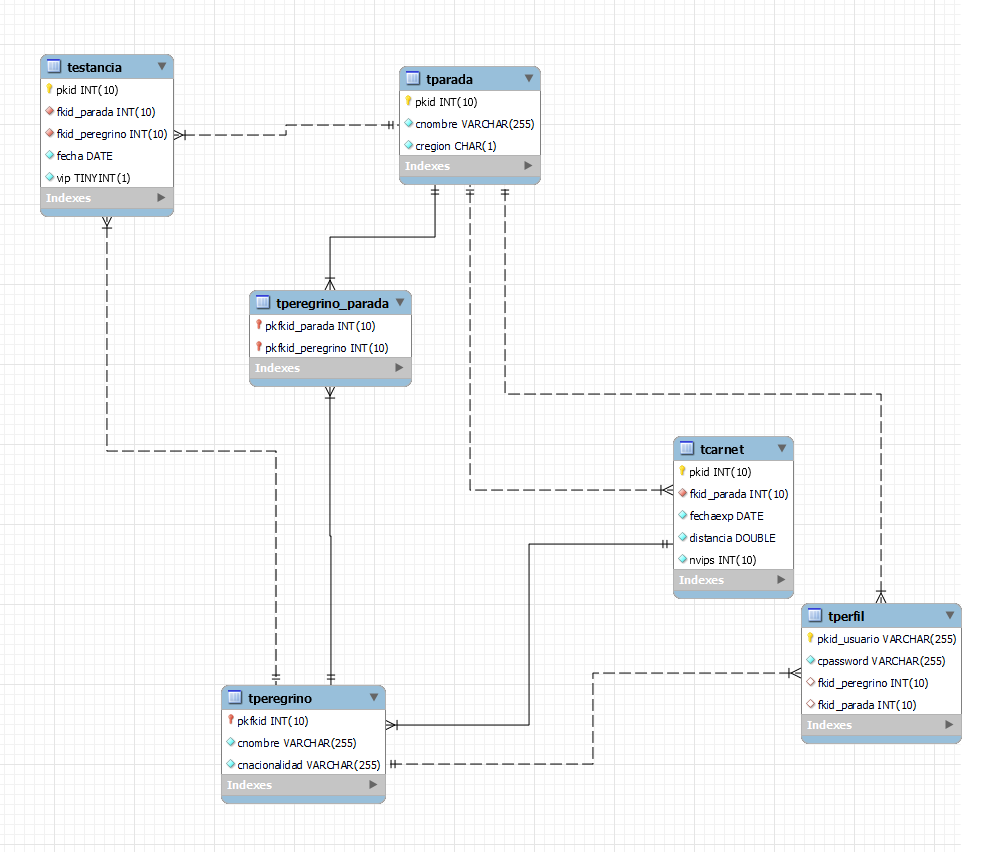 testancia
pkid INT(10)
fkid_parada INT(10)
fkid_peregrino INT(10)
fecha DATE
vip TINYINT(1)
Indexes
tparada
pkid INT(10)
cnombre VARCHAR(255)
cregion CHAR(1)
Indexes
tperegrino_parada
pkfkid_parada INT(10)
pkfkid_peregrino INT(10)
Indexes
tcarnet
pkid INT(10)
fkid_parada INT(10)
fechaexp DATE
distancia DOUBLE
nvips INT(10)
Indexes
tperfil
pkid_usuario VARCHAR(255)
cpassword VARCHAR(255)
fkid_peregrino INT(10)
fkid_parada INT(10)
Indexes
tperegrino
pkfkid INT(10)
cnombre VARCHAR(255)
cnacionalidad VARCHAR(255)
Indexes